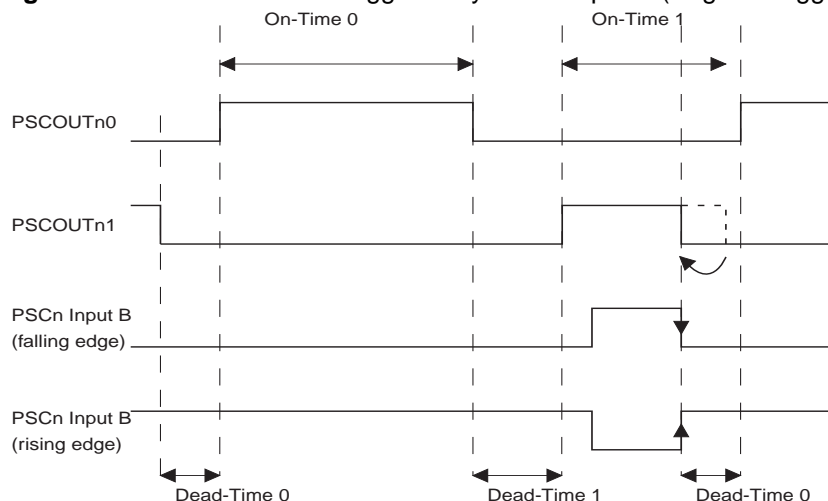 On-Time 0
On-Time 1
PSCOUTn0
PSCOUTn1
PSCn Input B
(falling edge)
PSCn Input B
(rising edge)
Dead-Time 0
Dead-Time 1
Dead-Time 0